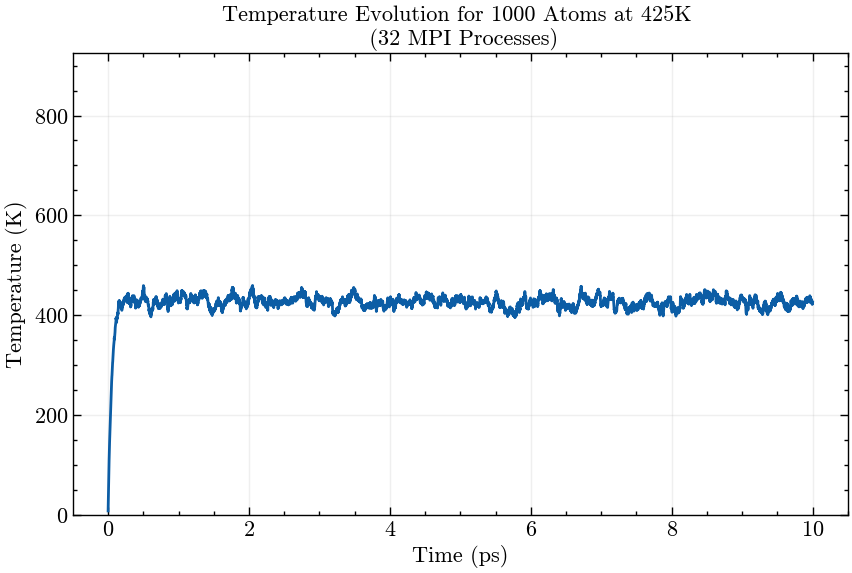 Temperature Evolution for 1000 Atoms at 425K
(32 MPI Processes)
800
600
400
200
0
Temperature (K)
0 2 4 6 8 10
Time (ps)